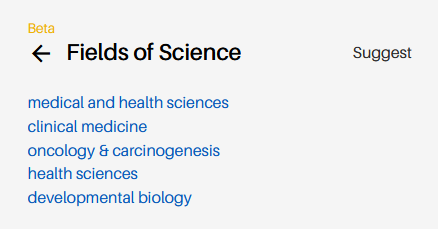 Beta
← Fields of Science Suggest
medical and health sciences
clinical medicine
oncology & carcinogenesis
health sciences
developmental biology